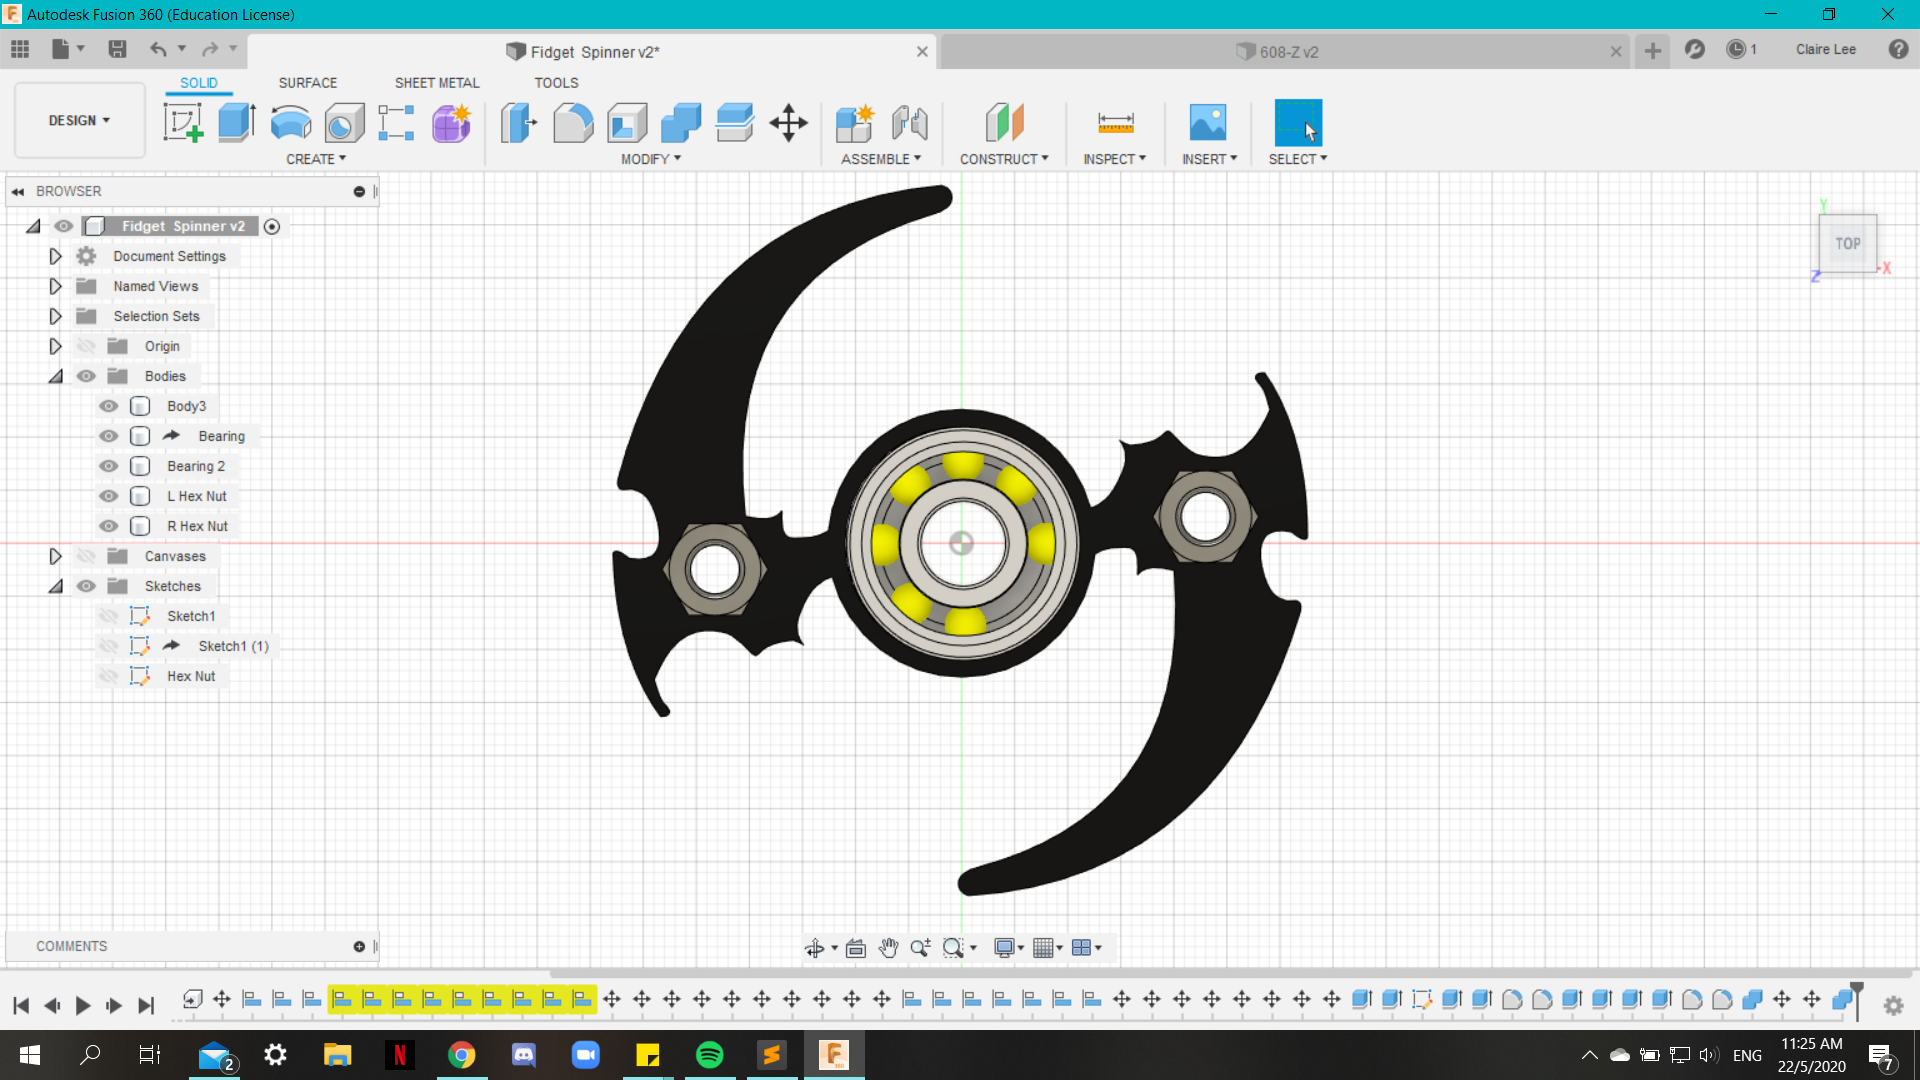 Autodesk Fusion 360 (Education License)
Fidget Spinner v2*
608-Z v2
1
Claire Lee
SOLID
SURFACE
SHEET METAL
TOOLS
DESIGN
CREATE
MODIFY
ASSEMBLE
CONSTRUCT
INSPECT
INSERT
SELECT
BROWSER
Fidget Spinner v2
Document Settings
Named Views
Selection Sets
Origin
Bodies
Body3
Bearing
Bearing 2
L Hex Nut
R Hex Nut
Canvases
Sketches
Sketch1
Sketch1 (1)
Hex Nut
Y
TOP
X
Z
COMMENTS
2
N
F
360
ENG
11:25 AM
22/5/2020
7